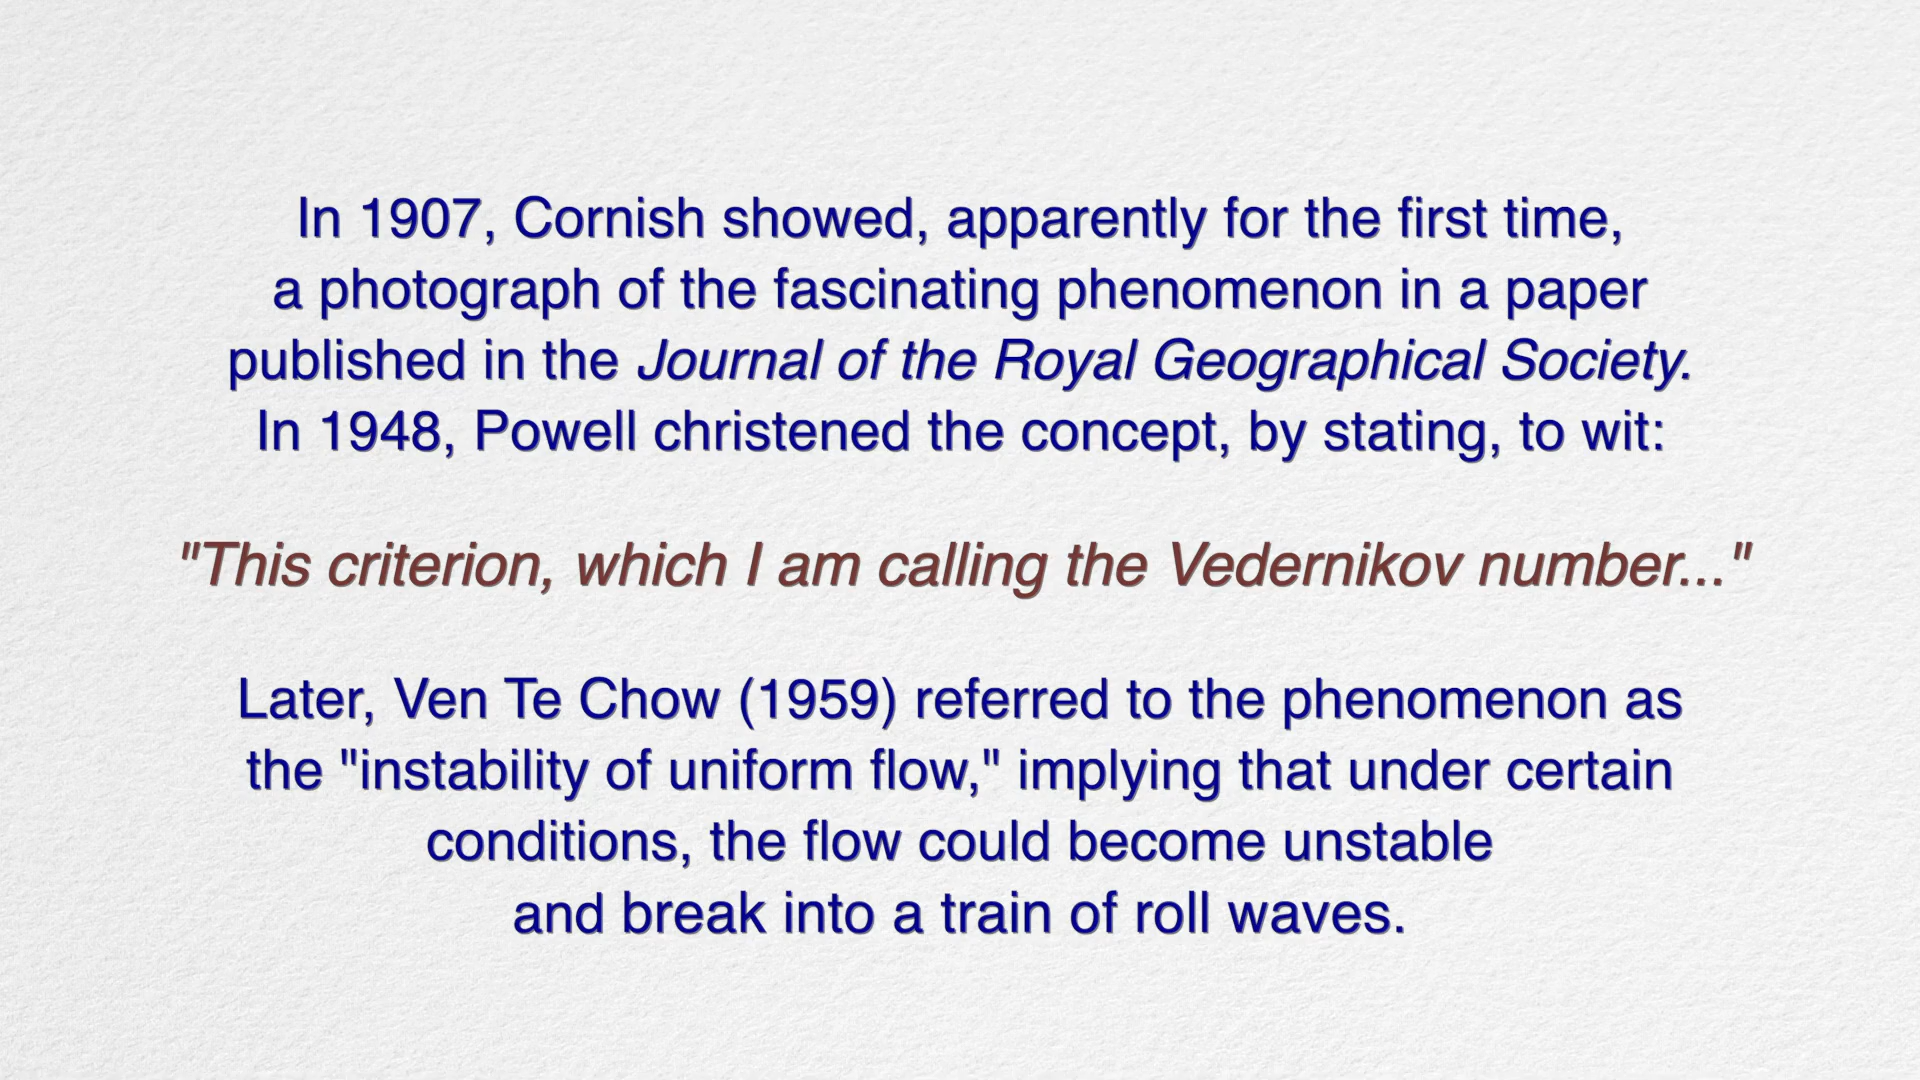 In 1907, Cornish showed, apparently for the first time,
a photograph of the fascinating phenomenon in a paper
published in the Journal of the Royal Geographical Society.
In 1948, Powell christened the concept, by stating, to wit:
"This criterion, which I am calling the Vedernikov number..."
Later, Ven Te Chow (1959) referred to the phenomenon as
the "instability of uniform flow," implying that under certain
conditions, the flow could become unstable
and break into a train of roll waves.